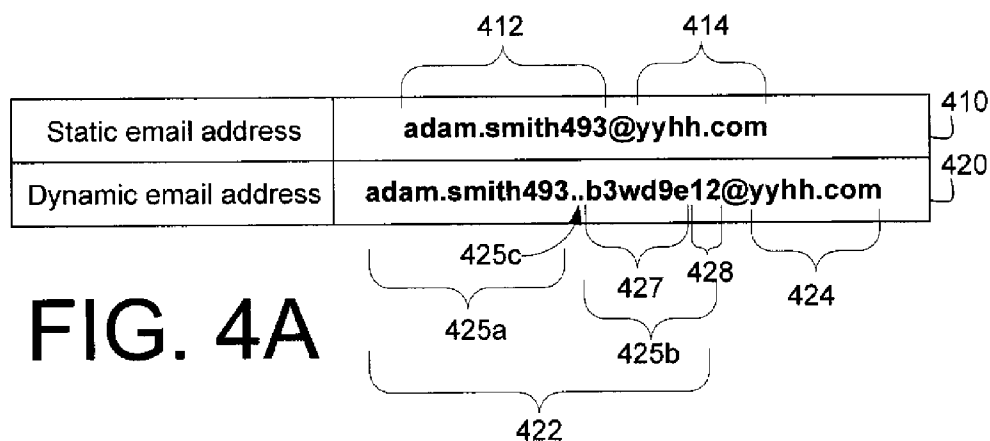 412 414
Static email address adam.smith493@yyhh.com 410
Dynamic email address adam.smith493..b3wd9e12@yyhh.com 420
425c 427 428 424
425a 425b
422
FIG. 4A